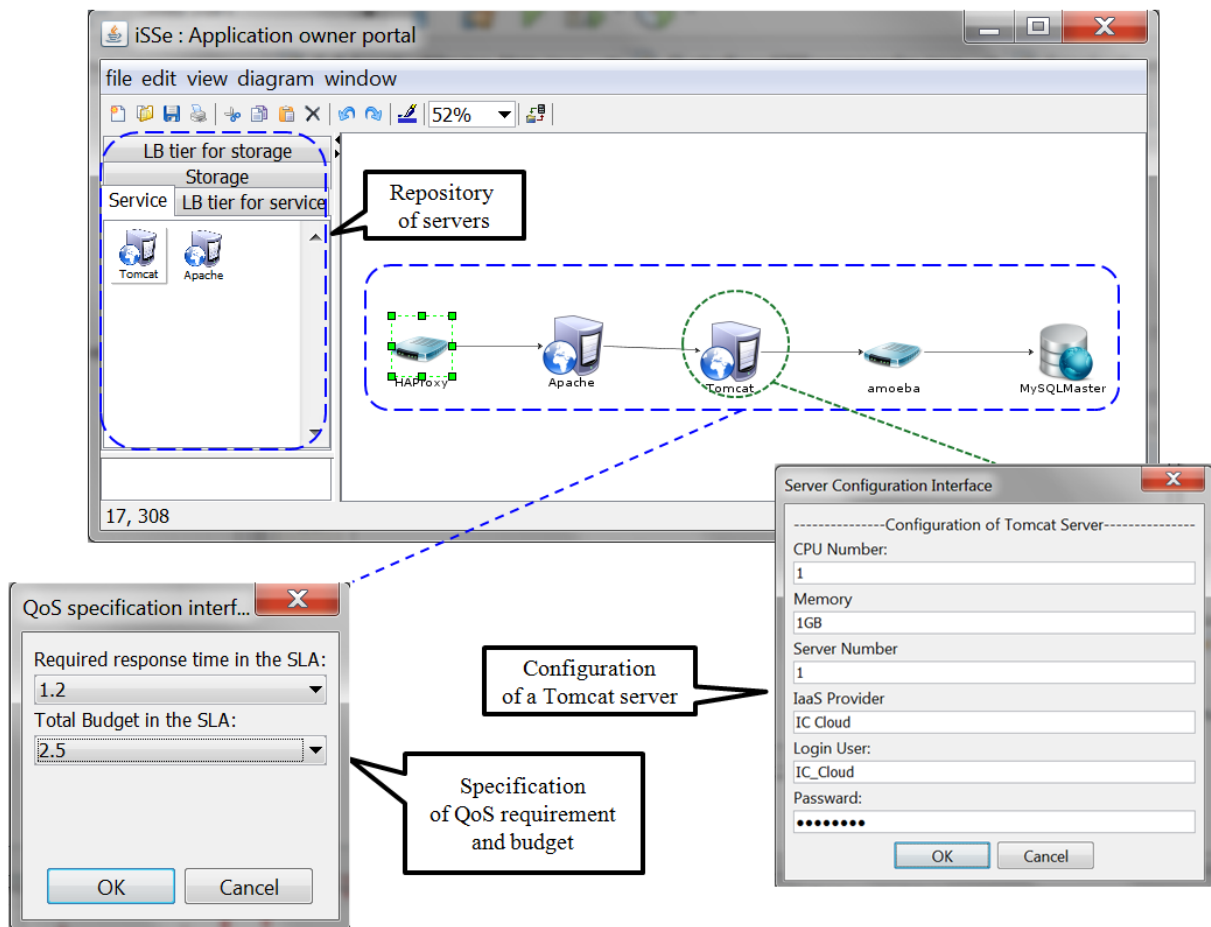 iSSe : Application owner portal
file edit view diagram window
52%
LB tier for storage
Storage
Service
LB tier for service
Tomcat
Apache
Repository
of servers
HAProxy
Apache
Tomcat
amoeba
MySQLMaster
17, 308
QoS specification interf...
Required response time in the SLA:
1.2
Total Budget in the SLA:
2.5
OK
Cancel
Specification
of QoS requirement
and budget
Configuration
of a Tomcat server
Server Configuration Interface
---------------Configuration of Tomcat Server---------------
CPU Number:
1
Memory
1GB
Server Number
1
IaaS Provider
IC Cloud
Login User:
IC_Cloud
Passward:
••••••••
OK
Cancel